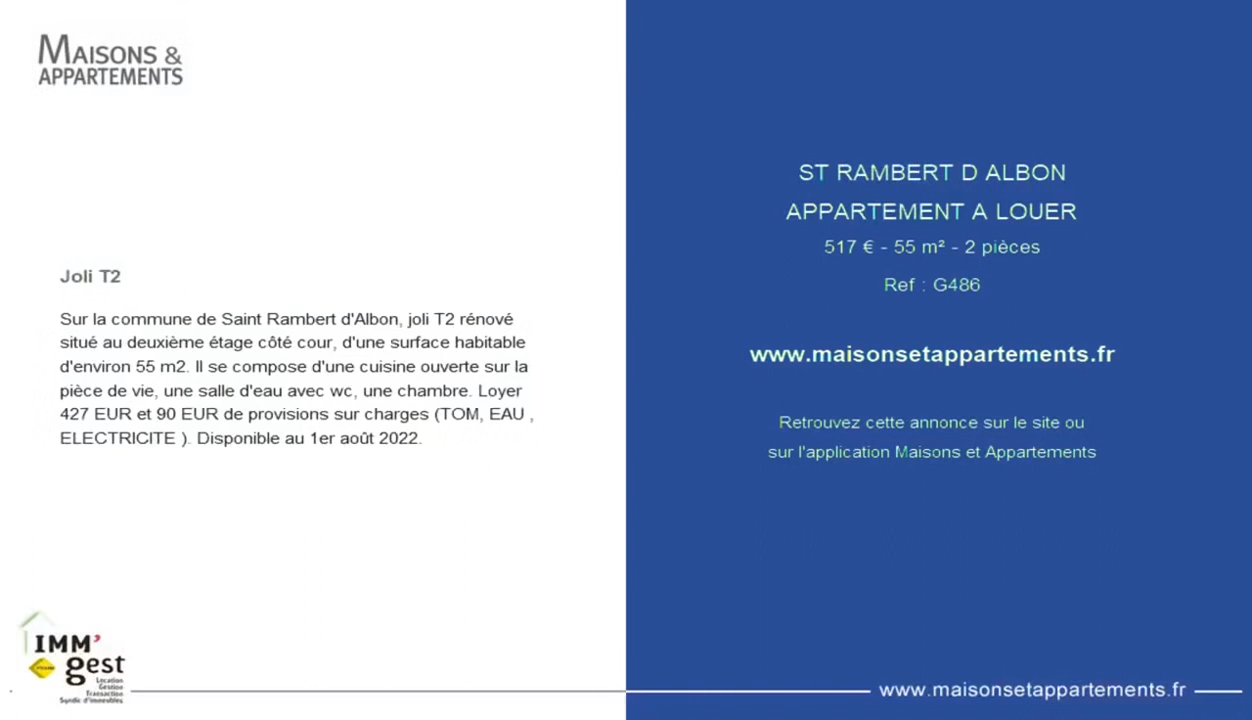 MAISONS &
APPARTEMENTS
Joli T2
Sur la commune de Saint Rambert d'Albon, joli T2 rénové
situé au deuxième étage côté cour, d'une surface habitable
d'environ 55 m2. Il se compose d'une cuisine ouverte sur la
pièce de vie, une salle d'eau avec wc, une chambre. Loyer
427 EUR et 90 EUR de provisions sur charges (TOM, EAU ,
ELECTRICITE ). Disponible au 1er août 2022.
IMM'
gest
Location
Gestion
Transaction
Syndic d'immeubles
ST RAMBERT D ALBON
APPARTEMENT A LOUER
517 € - 55 m² - 2 pièces
Ref : G486
www.maisonsetappartements.fr
Retrouvez cette annonce sur le site ou
sur l'application Maisons et Appartements
www.maisonsetappartements.fr